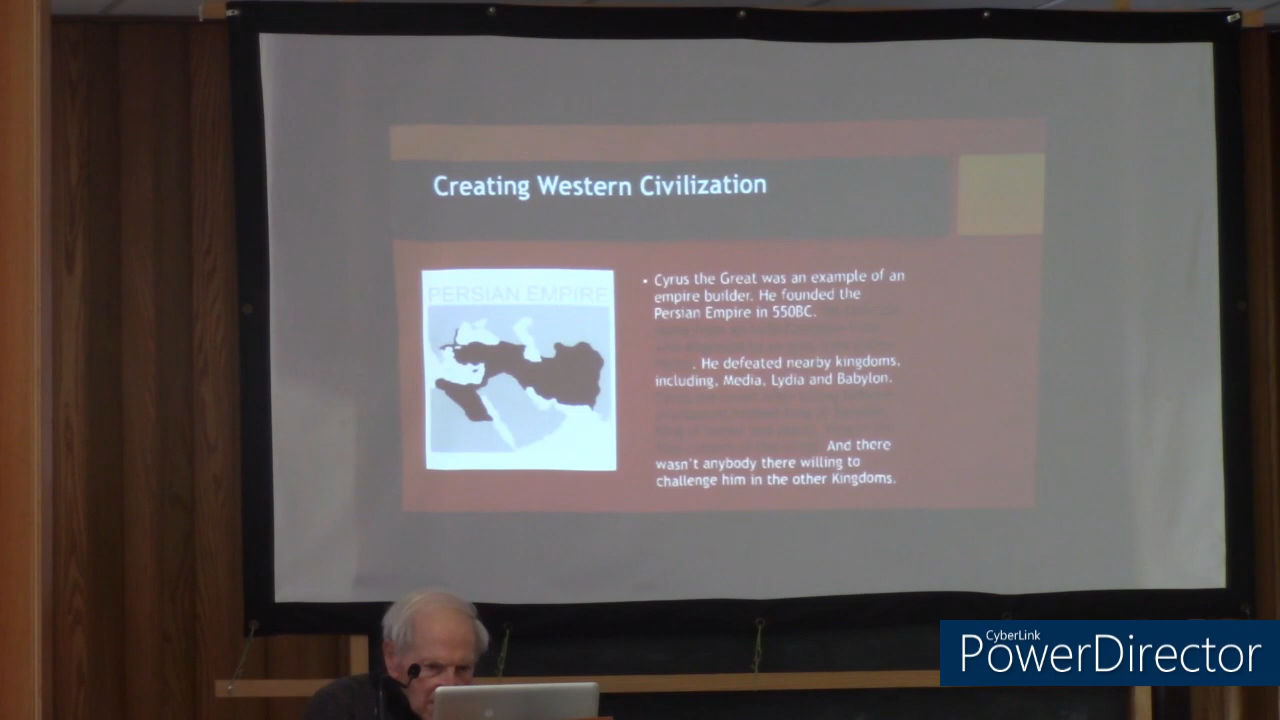 Creating Western Civilization
PERSIAN EMPIRE
• Cyrus the Great was an example of an
empire builder. He founded the
Persian Empire in 550BC.
. He defeated nearby kingdoms,
including, Media, Lydia and Babylon.
And there
wasn't anybody there willing to
challenge him in the other Kingdoms.
CyberLink
PowerDirector